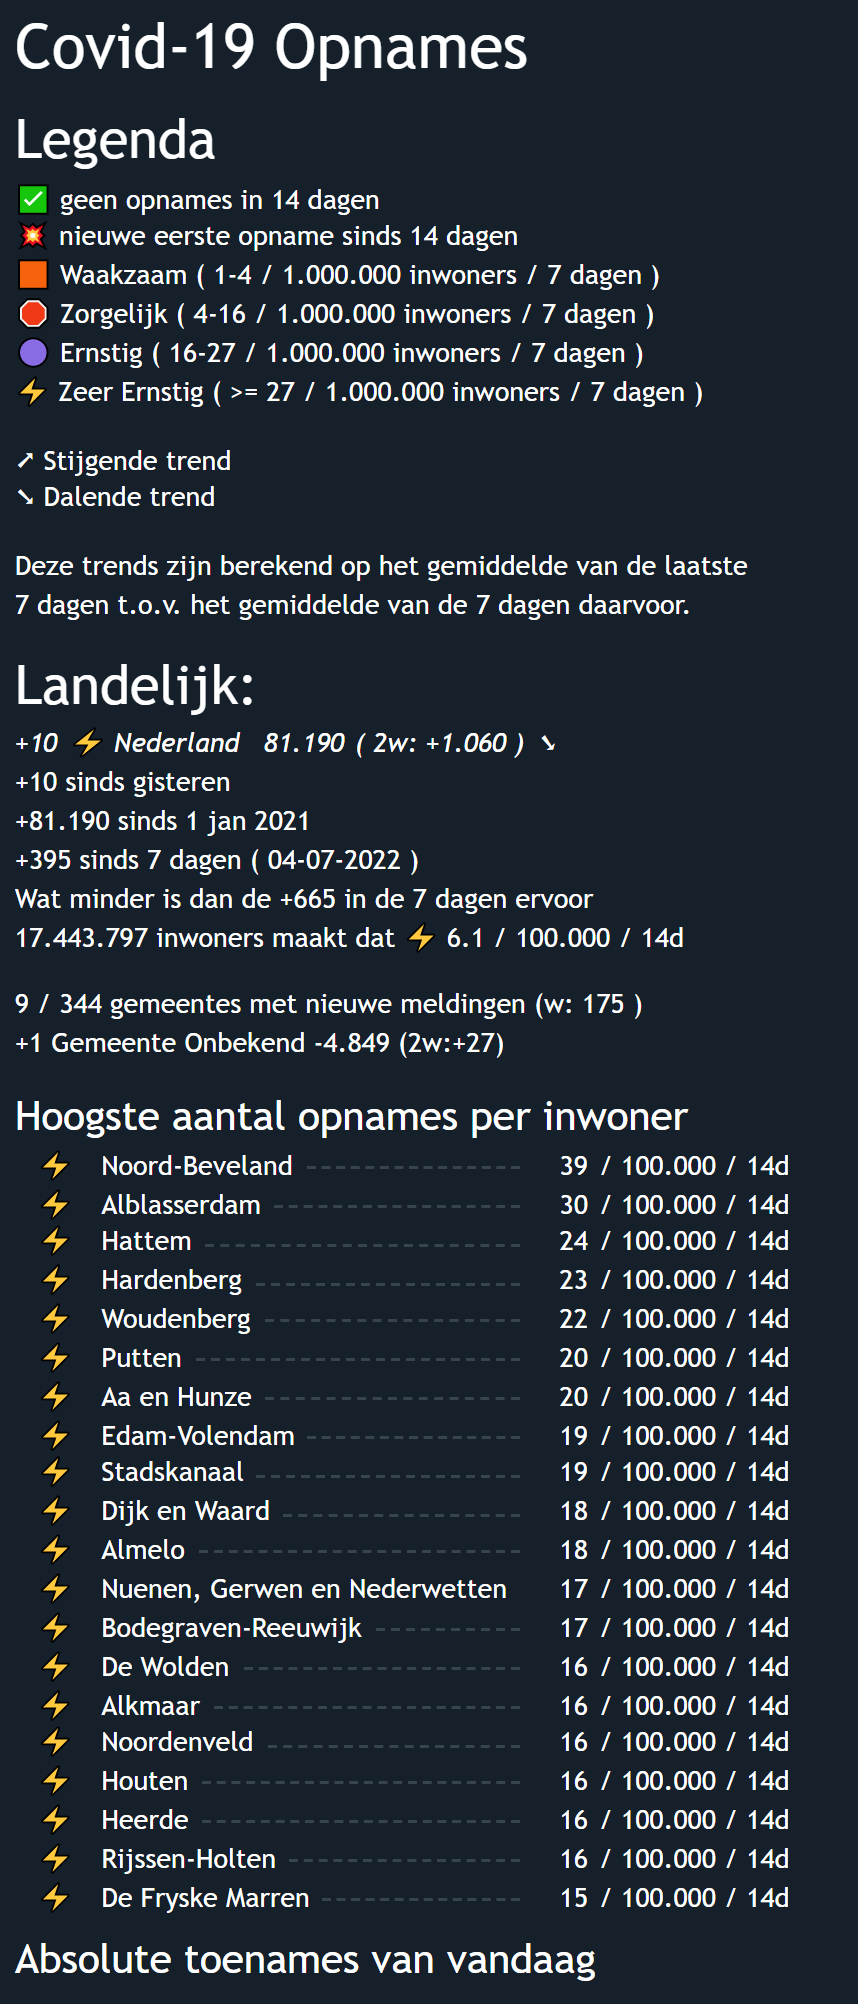 Covid-19 Opnames
Legenda
✅ geen opnames in 14 dagen
💥 nieuwe eerste opname sinds 14 dagen
🟧 Waakzaam ( 1-4 / 1.000.000 inwoners / 7 dagen )
🛑 Zorgelijk ( 4-16 / 1.000.000 inwoners / 7 dagen )
🟣 Ernstig ( 16-27 / 1.000.000 inwoners / 7 dagen )
⚡ Zeer Ernstig ( >= 27 / 1.000.000 inwoners / 7 dagen )
➚ Stijgende trend
➘ Dalende trend
Deze trends zijn berekend op het gemiddelde van de laatste
7 dagen t.o.v. het gemiddelde van de 7 dagen daarvoor.
Landelijk:
+10 ⚡ Nederland 81.190 ( 2w: +1.060 ) ➘
+10 sinds gisteren
+81.190 sinds 1 jan 2021
+395 sinds 7 dagen ( 04-07-2022 )
Wat minder is dan de +665 in de 7 dagen ervoor
17.443.797 inwoners maakt dat ⚡ 6.1 / 100.000 / 14d
9 / 344 gemeentes met nieuwe meldingen (w: 175 )
+1 Gemeente Onbekend -4.849 (2w:+27)
Hoogste aantal opnames per inwoner
⚡ Noord-Beveland 39 / 100.000 / 14d
⚡ Alblasserdam 30 / 100.000 / 14d
⚡ Hattem 24 / 100.000 / 14d
⚡ Hardenberg 23 / 100.000 / 14d
⚡ Woudenberg 22 / 100.000 / 14d
⚡ Putten 20 / 100.000 / 14d
⚡ Aa en Hunze 20 / 100.000 / 14d
⚡ Edam-Volendam 19 / 100.000 / 14d
⚡ Stadskanaal 19 / 100.000 / 14d
⚡ Dijk en Waard 18 / 100.000 / 14d
⚡ Almelo 18 / 100.000 / 14d
⚡ Nuenen, Gerwen en Nederwetten 17 / 100.000 / 14d
⚡ Bodegraven-Reeuwijk 17 / 100.000 / 14d
⚡ De Wolden 16 / 100.000 / 14d
⚡ Alkmaar 16 / 100.000 / 14d
⚡ Noordenveld 16 / 100.000 / 14d
⚡ Houten 16 / 100.000 / 14d
⚡ Heerde 16 / 100.000 / 14d
⚡ Rijssen-Holten 16 / 100.000 / 14d
⚡ De Fryske Marren 15 / 100.000 / 14d
Absolute toenames van vandaag